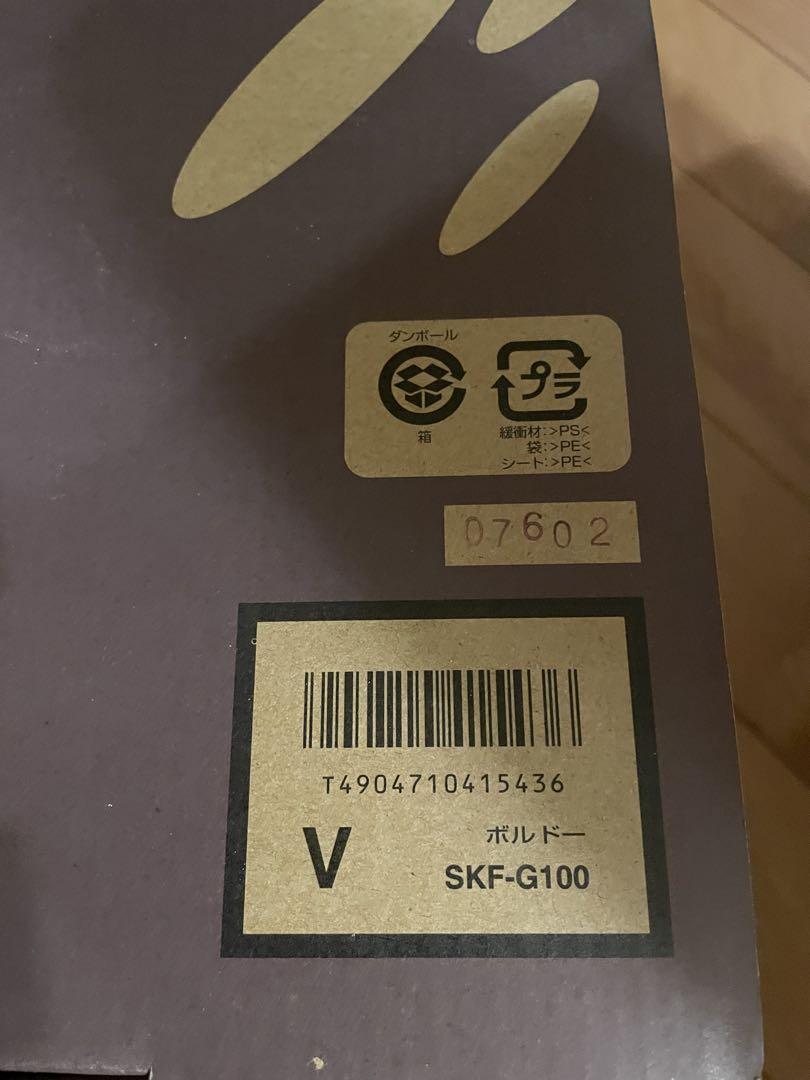 ダンボール
箱
プラ
緩衝材:>PS<
袋:>PE<
シート:>PE<
07602
T4904710415436
V
ボルドー
SKF-G100